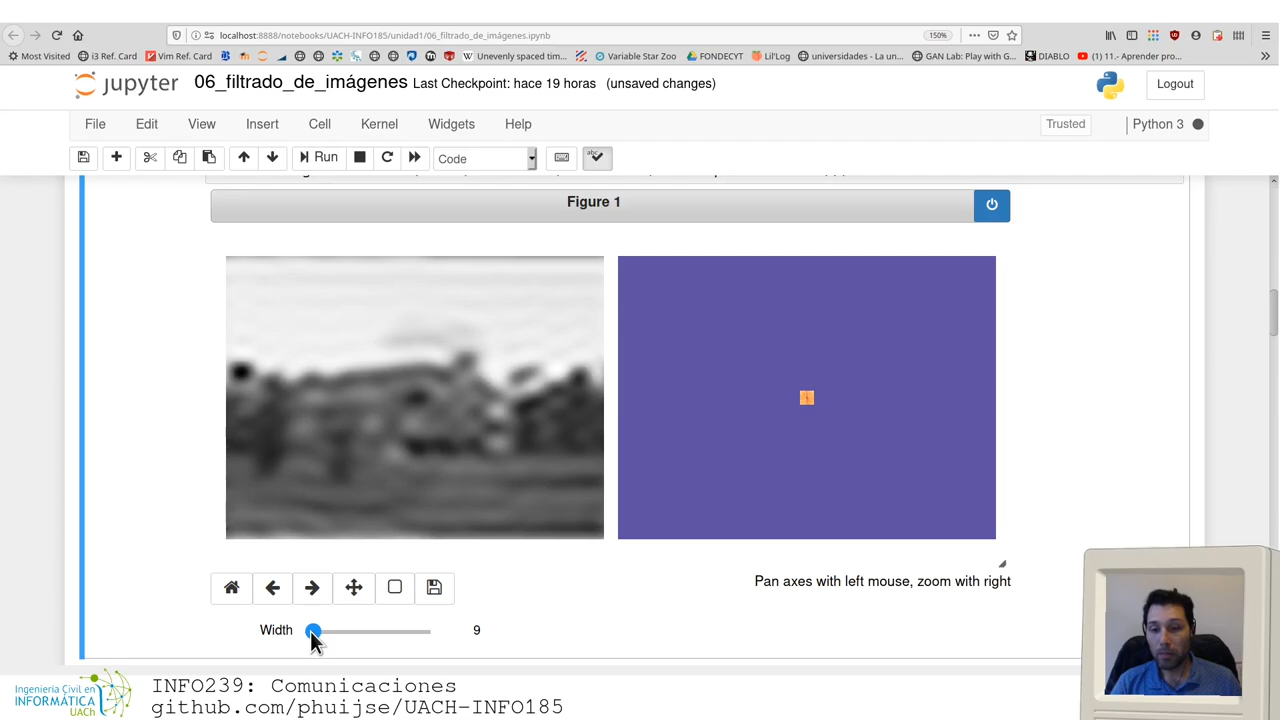 localhost:8888/notebooks/UACH-INFO185/unidad1/06_filtrado_de_imágenes.ipynb
150%
Most Visited
i3 Ref. Card
Vim Ref. Card
Unevenly spaced tim...
Variable Star Zoo
FONDECYT
Lil'Log
universidades - La un...
GAN Lab: Play with G...
DIABLO
(1) 11.- Aprender pro...
jupyter
06_filtrado_de_imágenes
Last Checkpoint: hace 19 horas
(unsaved changes)
Logout
File
Edit
View
Insert
Cell
Kernel
Widgets
Help
Trusted
Python 3
Run
Code
Figure 1
Pan axes with left mouse, zoom with right
Width
9
Ingeniería Civil en
INFORMÁTICA
UACh
INFO239: Comunicaciones
github.com/phuijse/UACH-INFO185